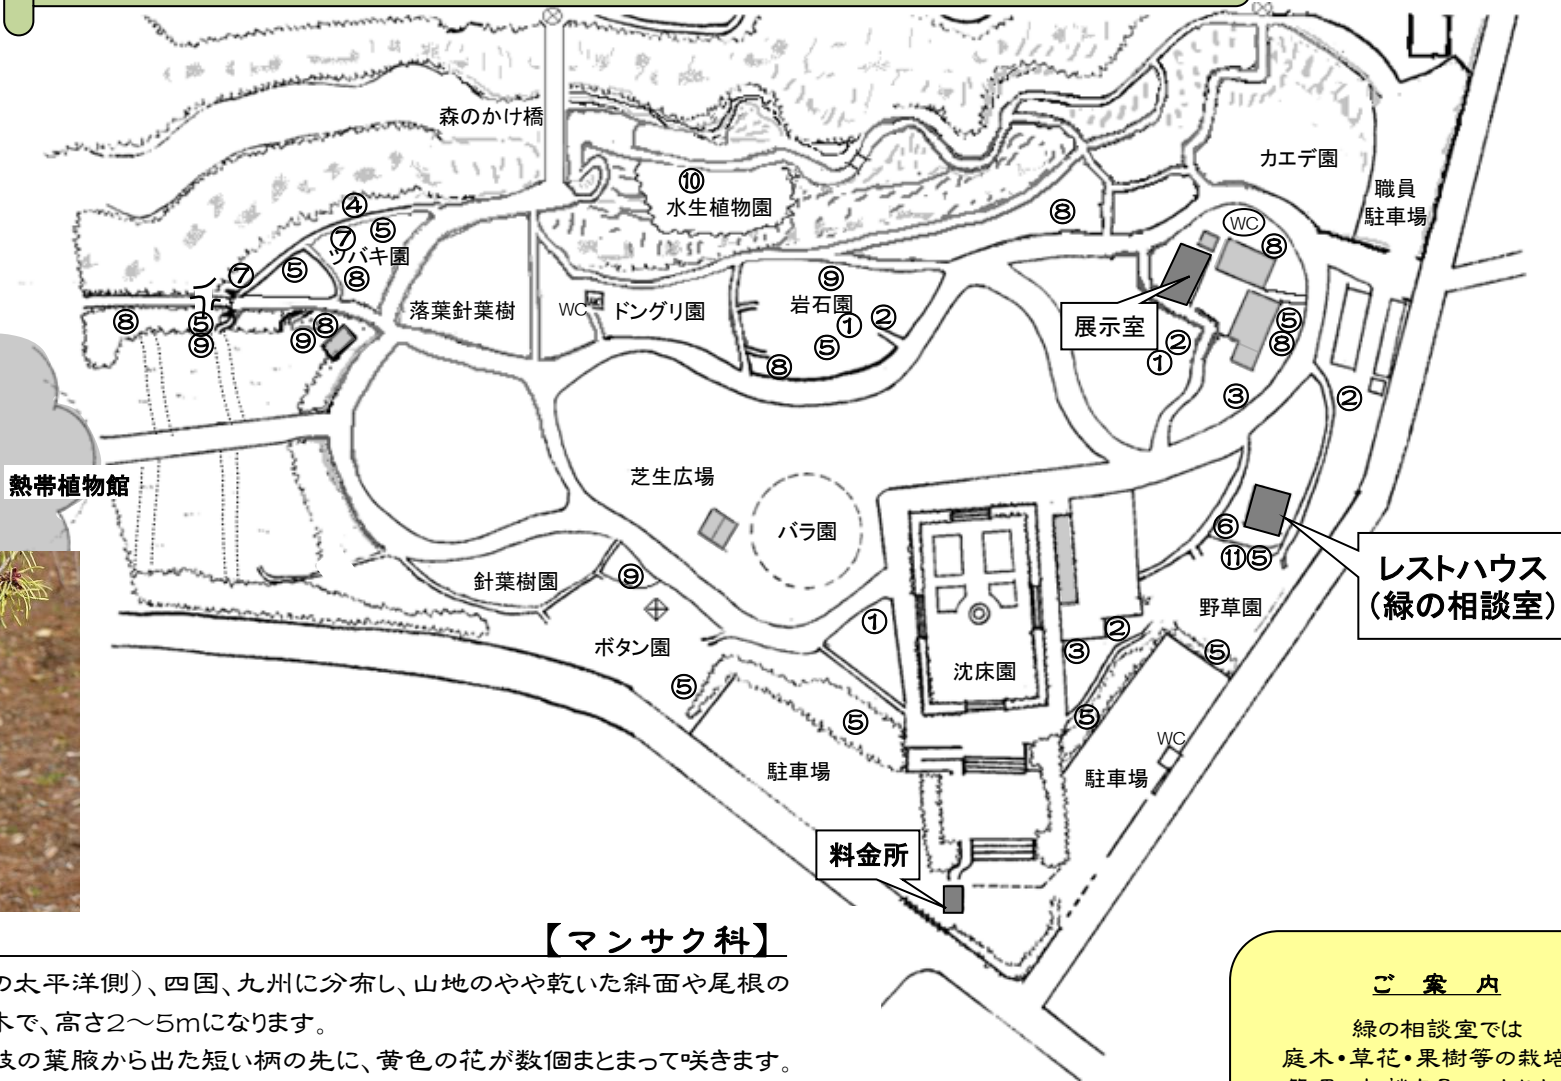 森のかけ橋
カエデ園
職員
駐車場
⑩
水生植物園
④
⑤
⑦
ツバキ園
⑧
⑧
WC
⑧
⑦
⑤
⑧
⑤
⑨
⑨
⑧
落葉針葉樹
WC
ドングリ園
⑨
岩石園
①
②
⑤
⑧
展示室
②
①
⑤
⑧
③
②
熱帯植物館
芝生広場
バラ園
⑥
⑪⑤
レストハウス
(緑の相談室)
針葉樹園
⑨
野草園
ボタン園
①
②
③
沈床園
⑤
⑤
⑤
⑤
WC
駐車場
駐車場
料金所
【マンサク科】
の太平洋側)、四国、九州に分布し、山地のやや乾いた斜面や尾根の
木で、高さ2~5mになります。
枝の葉腋から出た短い柄の先に、黄色の花が数個まとまって咲きます。
ご案内
緑の相談室では
庭木・草花・果樹等の栽培